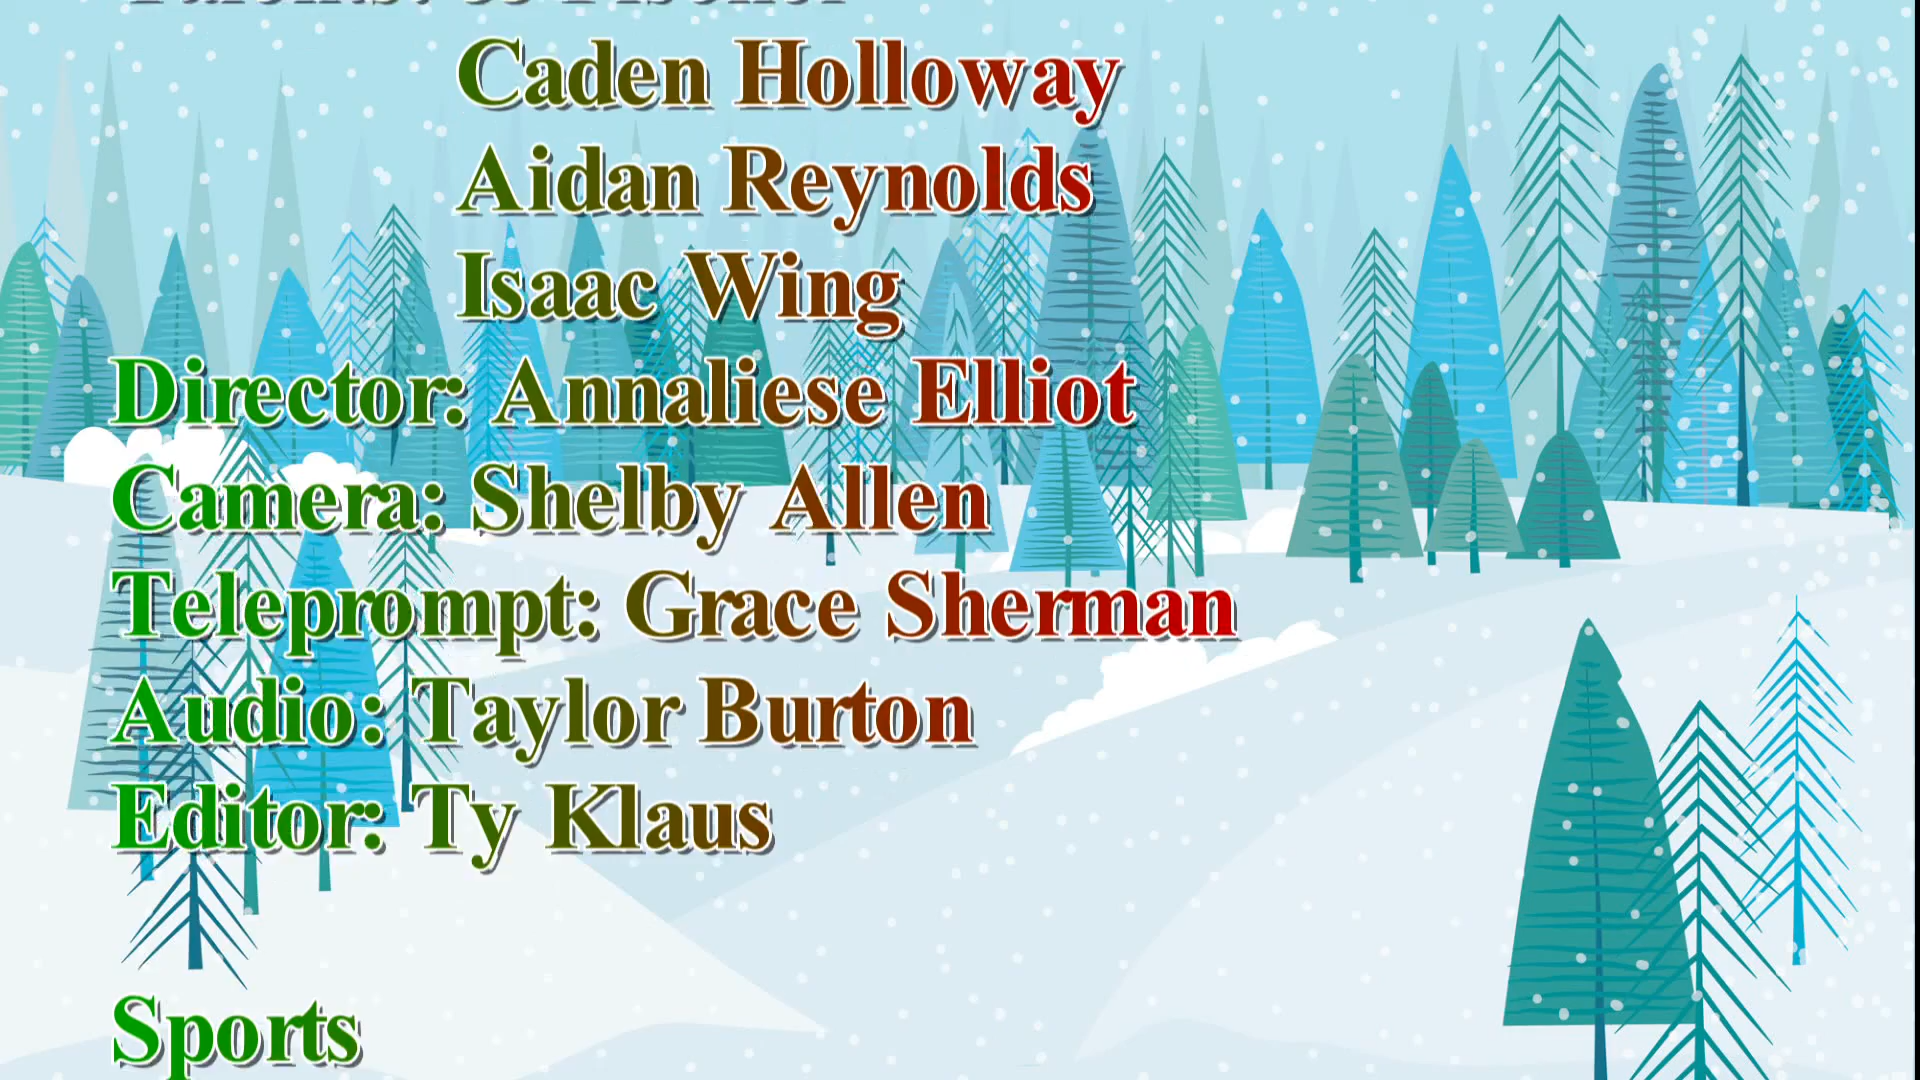 Caden Holloway
Aidan Reynolds
Isaac Wing
Director: Annaliese Elliot
Camera: Shelby Allen
Teleprompt: Grace Sherman
Audio: Taylor Burton
Editor: Ty Klaus
Sports